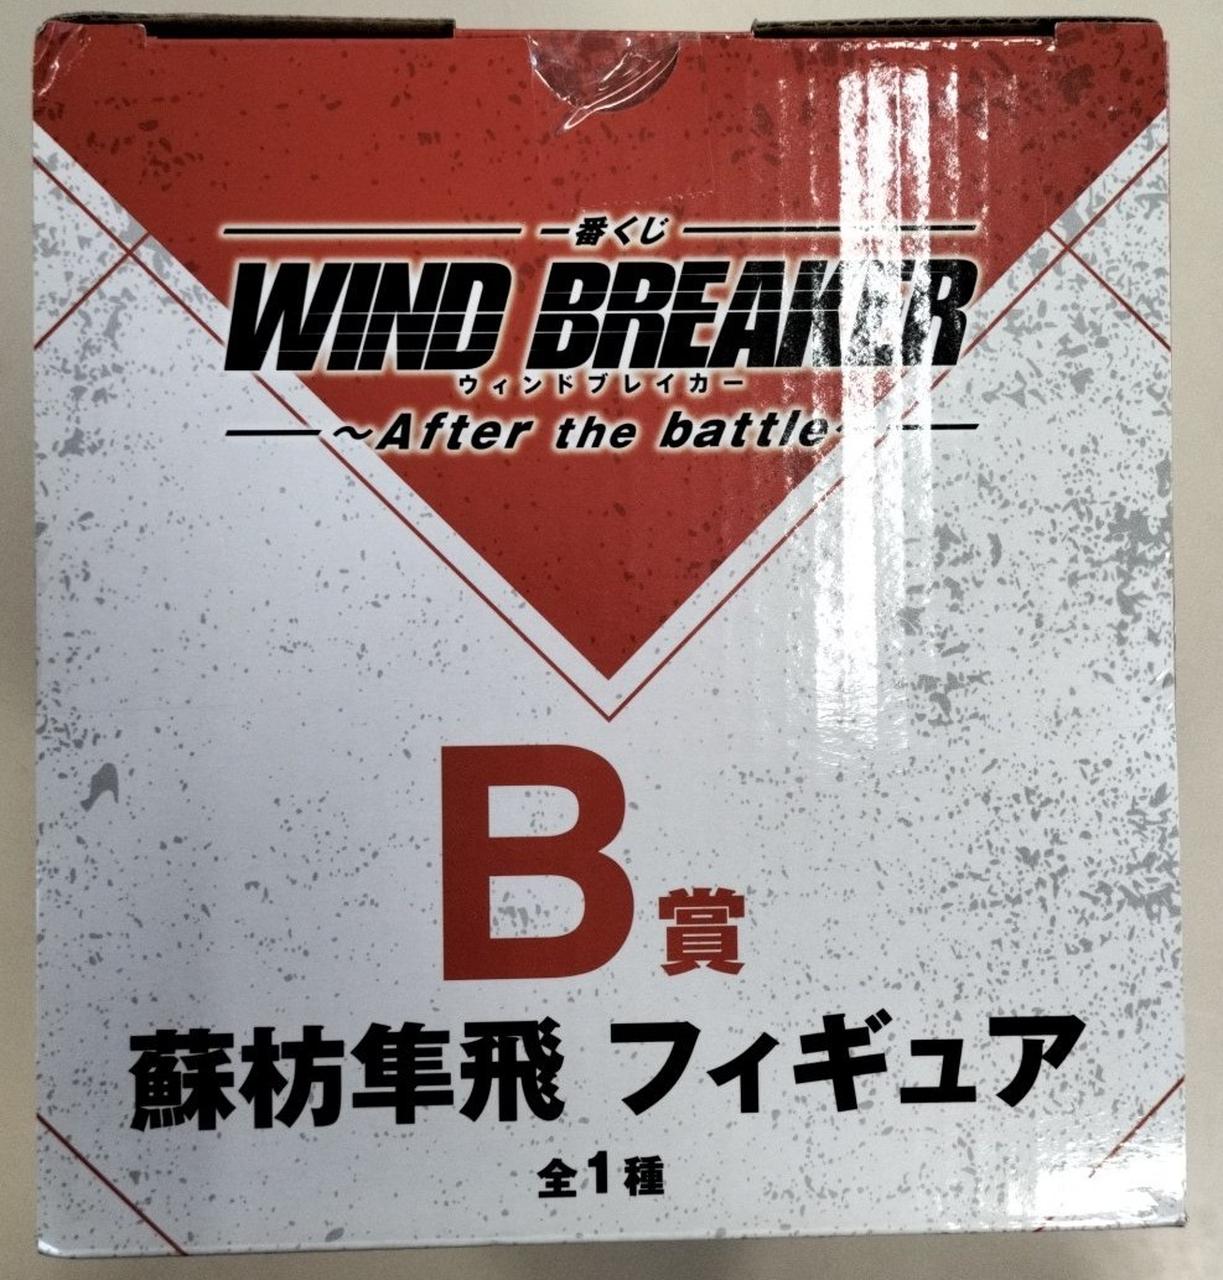 一番くじ
WIND BREAKER
ウィンドブレイカー
～After the battle～
B賞
蘇枋隼飛 フィギュア
全1種